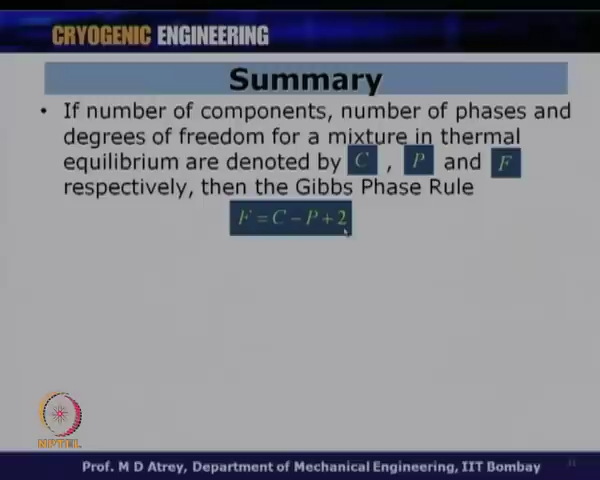 CRYOGENIC ENGINEERING
Summary
• If number of components, number of phases and
degrees of freedom for a mixture in thermal
equilibrium are denoted by C , P and F
respectively, then the Gibbs Phase Rule
F = C − P + 2
NPTEL
Prof. M D Atrey, Department of Mechanical Engineering, IIT Bombay